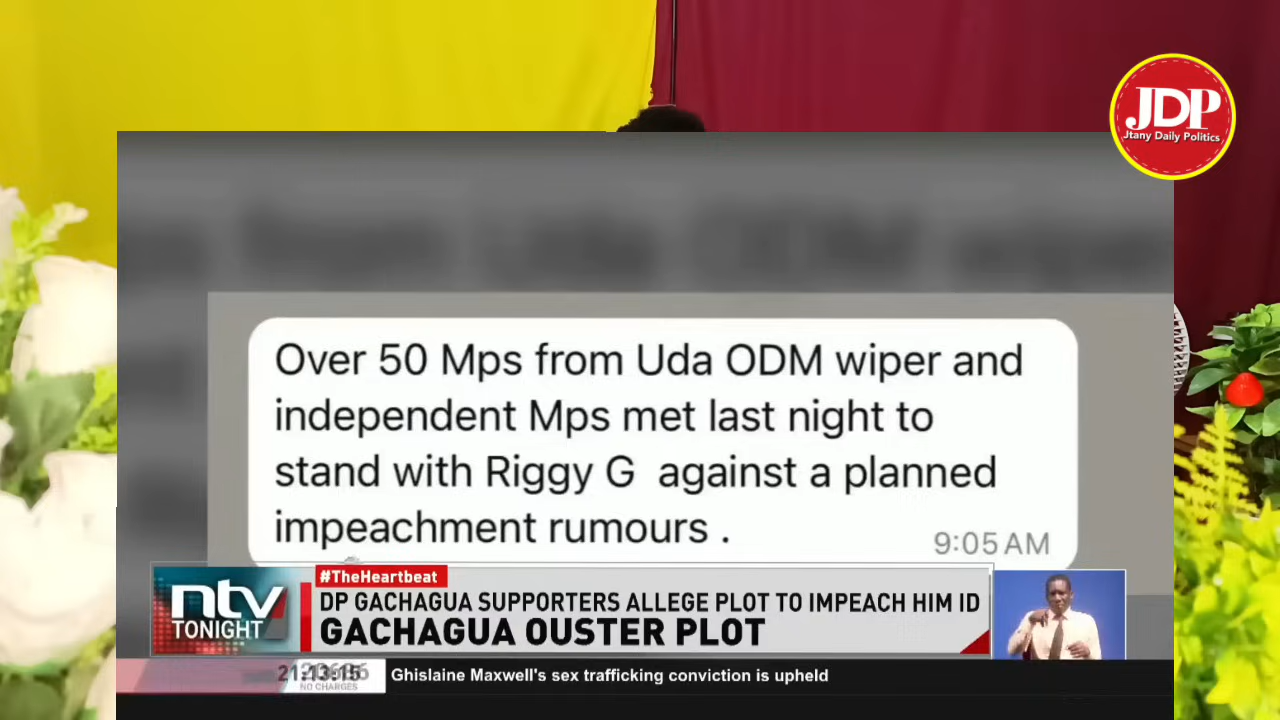 JDP
Jtany Daily Politics
Over 50 Mps from Uda ODM wiper and
independent Mps met last night to
stand with Riggy G against a planned
impeachment rumours .
9:05 AM
#TheHeartbeat
ntv
TONIGHT
DP GACHAGUA SUPPORTERS ALLEGE PLOT TO IMPEACH HIM ID
GACHAGUA OUSTER PLOT
NO CHARGES
Ghislaine Maxwell's sex trafficking conviction is upheld